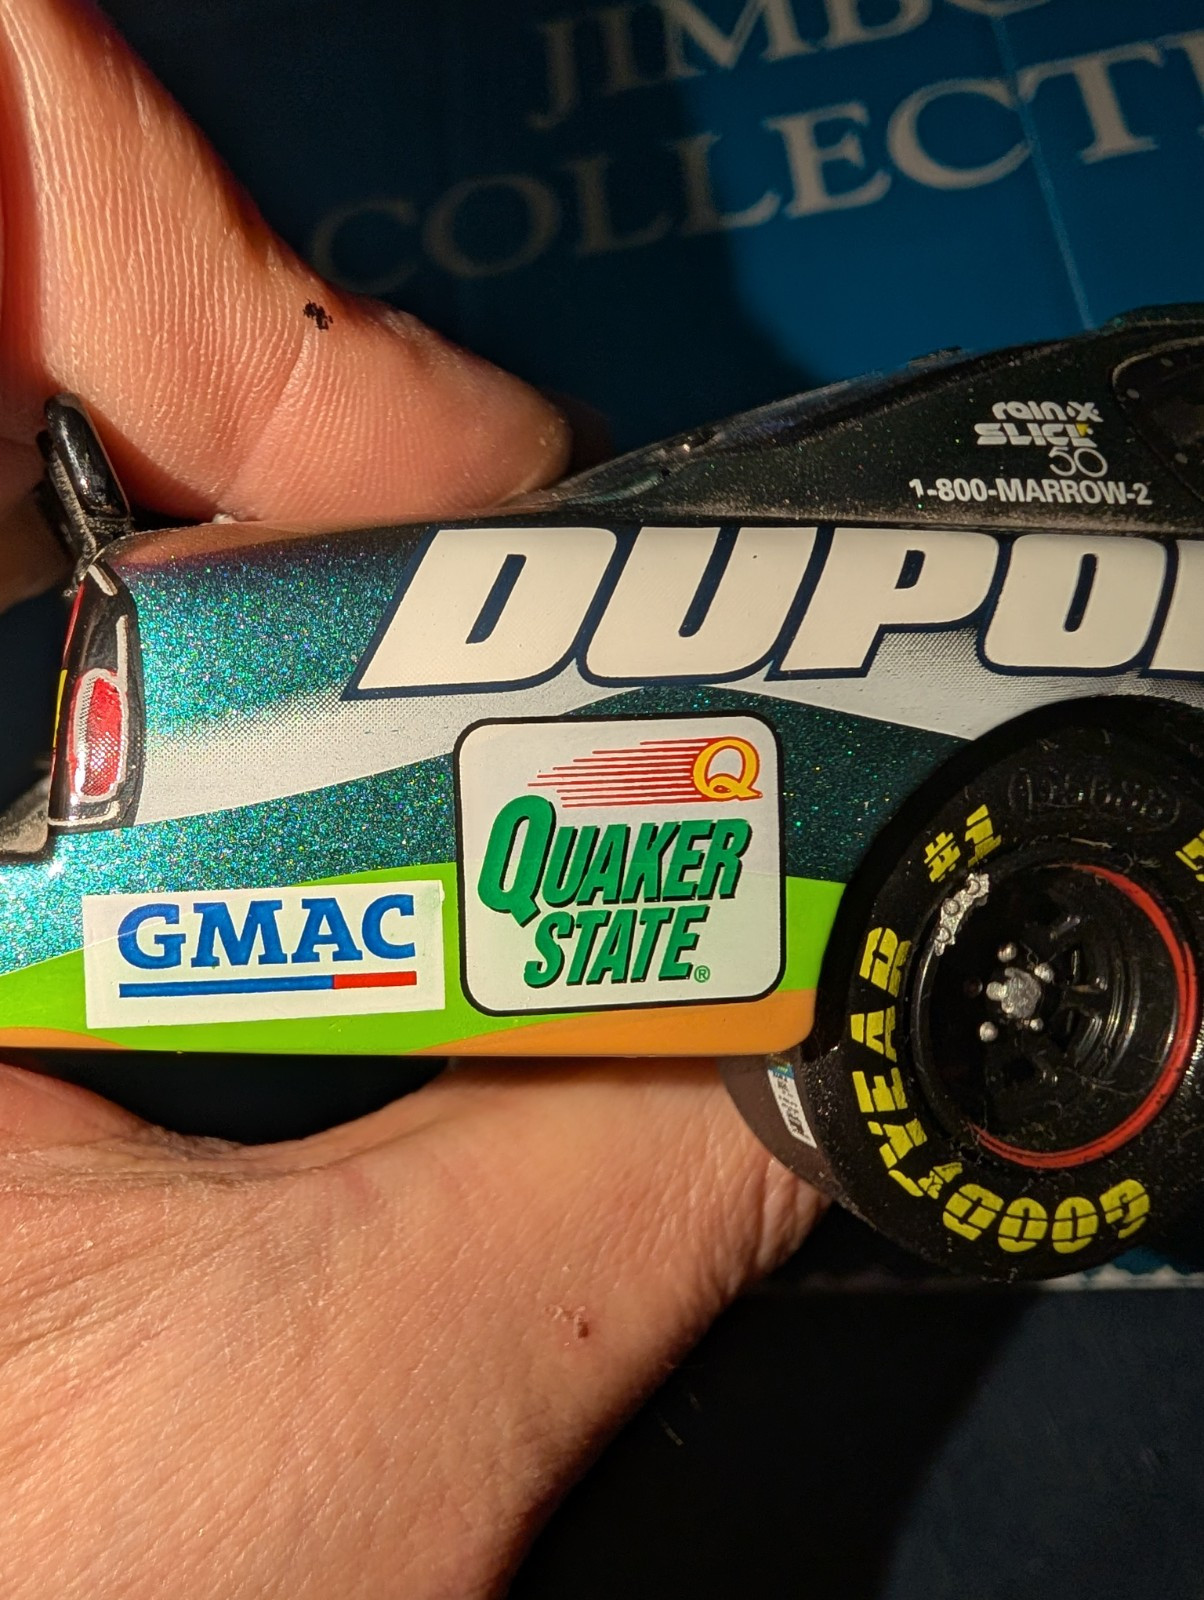 JIMB
COLLECT
rain-x
SLICK
50
1-800-MARROW-2
DUPO
Q
QUAKER
STATE®
GMAC
#1
GOODYEAR